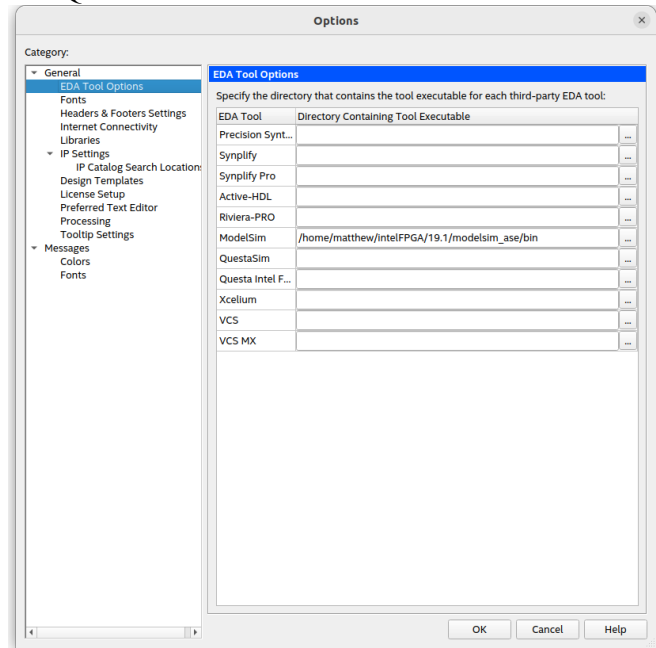 Options
Category:
General
EDA Tool Options
Fonts
Headers & Footers Settings
Internet Connectivity
Libraries
IP Settings
IP Catalog Search Location
Design Templates
License Setup
Preferred Text Editor
Processing
Tooltip Settings
Messages
Colors
Fonts
EDA Tool Options
Specify the directory that contains the tool executable for each third-party EDA tool:
EDA Tool Directory Containing Tool Executable
Precision Synt... ...
Synplify ...
Synplify Pro ...
Active-HDL ...
Riviera-PRO ...
ModelSim /home/matthew/intelFPGA/19.1/modelsim_ase/bin ...
QuestaSim ...
Questa Intel F... ...
Xcelium ...
VCS ...
VCS MX ...
OK Cancel Help